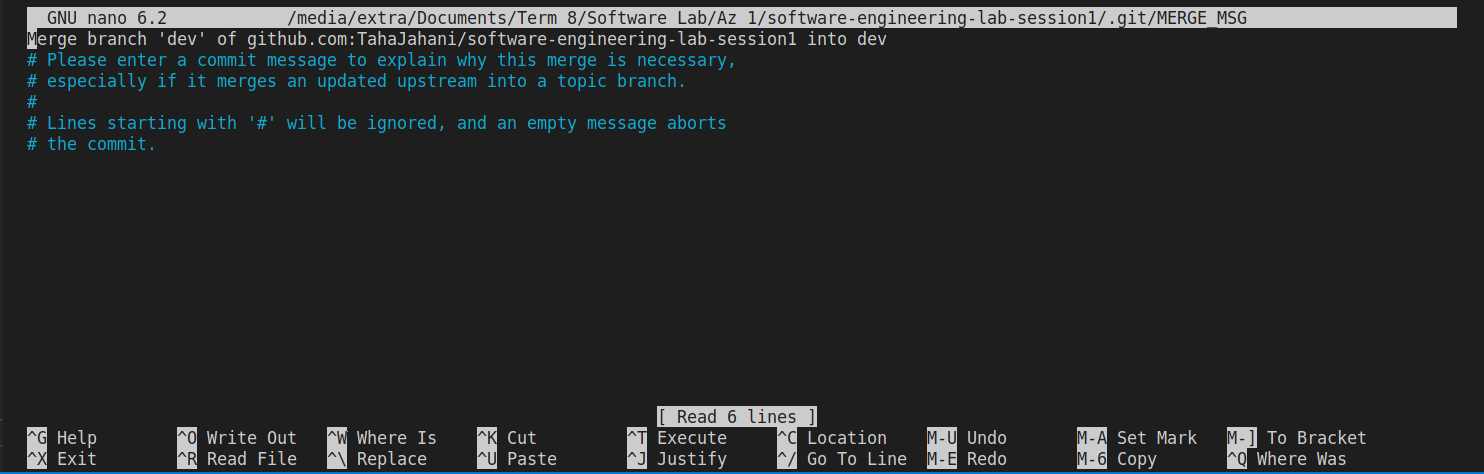 GNU nano 6.2 /media/extra/Documents/Term 8/Software Lab/Az 1/software-engineering-lab-session1/.git/MERGE_MSG
Merge branch 'dev' of github.com:TahaJahani/software-engineering-lab-session1 into dev
# Please enter a commit message to explain why this merge is necessary,
# especially if it merges an updated upstream into a topic branch.
#
# Lines starting with '#' will be ignored, and an empty message aborts
# the commit.
[ Read 6 lines ]
^G Help ^O Write Out ^W Where Is ^K Cut ^T Execute ^C Location M-U Undo M-A Set Mark M-] To Bracket
^X Exit ^R Read File ^\ Replace ^U Paste ^J Justify ^/ Go To Line M-E Redo M-6 Copy ^Q Where Was